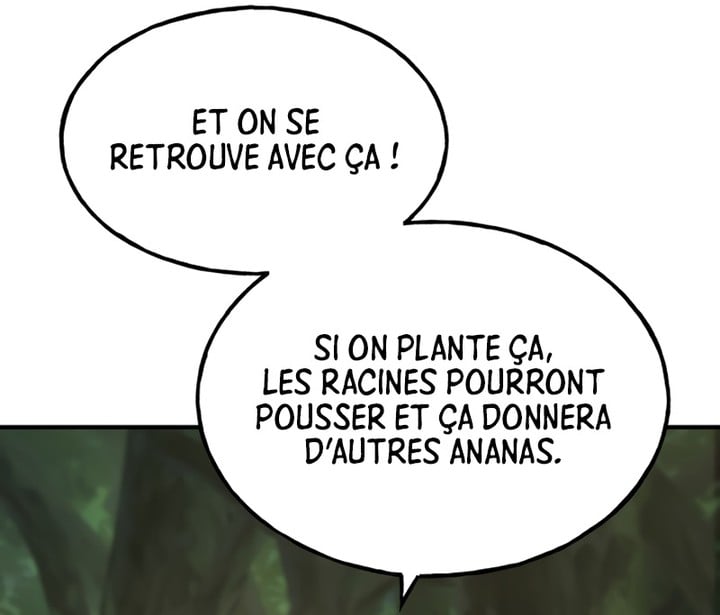 ET ON SE
RETROUVE AVEC ÇA !
SI ON PLANTE ÇA,
LES RACINES POURRONT
POUSSER ET ÇA DONNERA
D'AUTRES ANANAS.